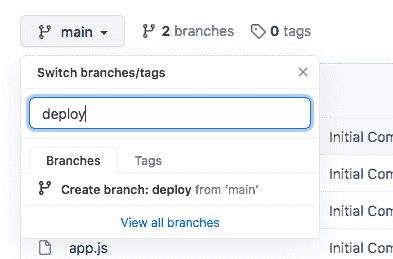 main 2 branches 0 tags
Switch branches/tags
deploy
Branches Tags
Initial Com
Create branch: deploy from 'main'
Initial Com
View all branches
Initial Com
app.js Initial Com